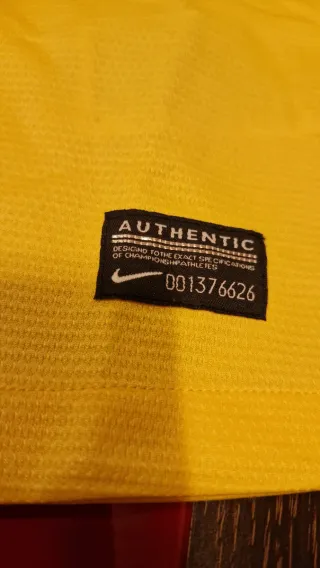 AUTHENTIC
DESIGNED TO THE EXACT SPECIFICATIONS
OF CHAMPIONSHIP ATHLETES
001376626